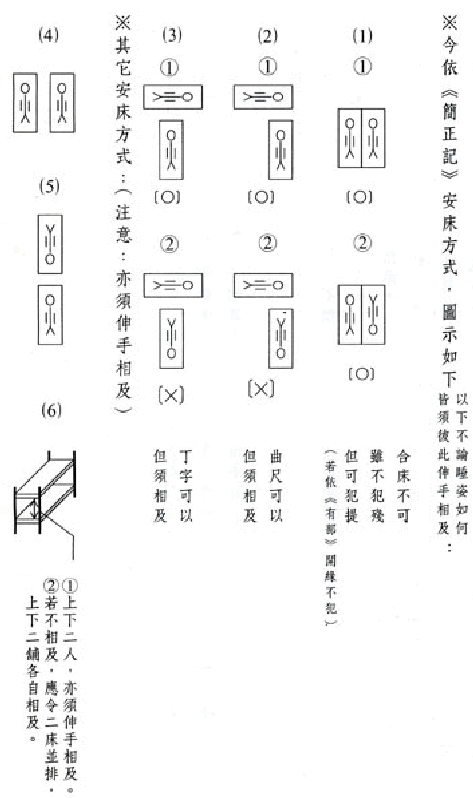 ※今依《簡正記》安床方式，圖示如下
以下不論睡姿如何
皆須彼此伸手相及：
(1)
①
〔○〕
②
〔○〕
合床不可
雖不犯殘
但可犯提
（若依《有部》開緣不犯）
(2)
①
〔○〕
②
〔×〕
曲尺可以
但須相及
(3)
①
〔○〕
②
〔×〕
丁字可以
但須相及
※其它安床方式：（注意：亦須伸手相及）
(4)
(5)
(6)
①上下二人，亦須伸手相及。
②若不相及，應令二床並排，
上下二舖各自相及。